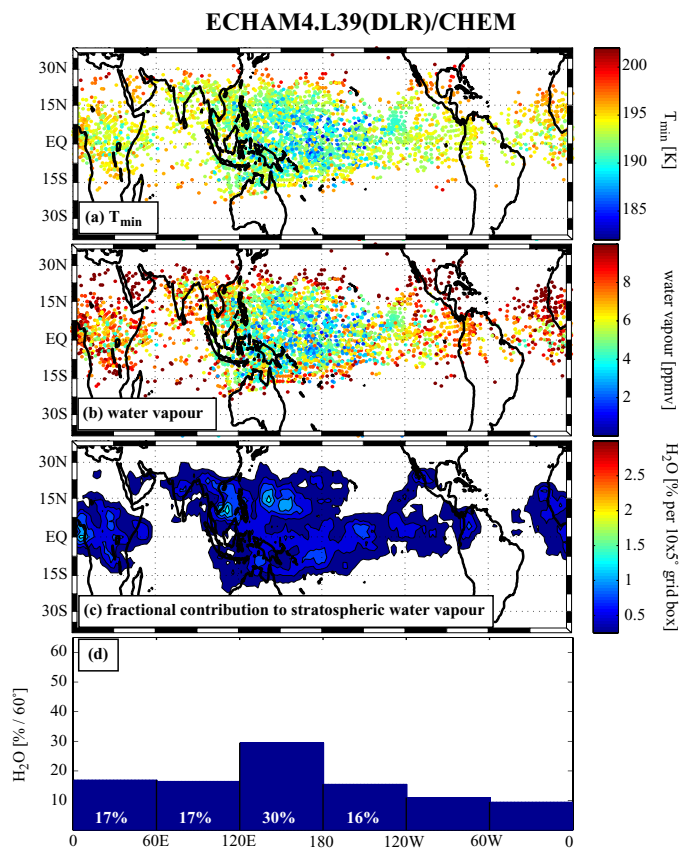 ECHAM4.L39(DLR)/CHEM
30N
15N
EQ
15S
30S
(a) Tmin
200
195
190
185
Tmin [K]
30N
15N
EQ
15S
30S
(b) water vapour
8
6
4
2
water vapour [ppmv]
30N
15N
EQ
15S
30S
(c) fractional contribution to stratospheric water vapour
2.5
2
1.5
1
0.5
H2O [% per 10x5° grid box]
(d)
60
50
40
30
20
10
H2O [% / 60°]
17% 17% 30% 16%
0 60E 120E 180 120W 60W 0